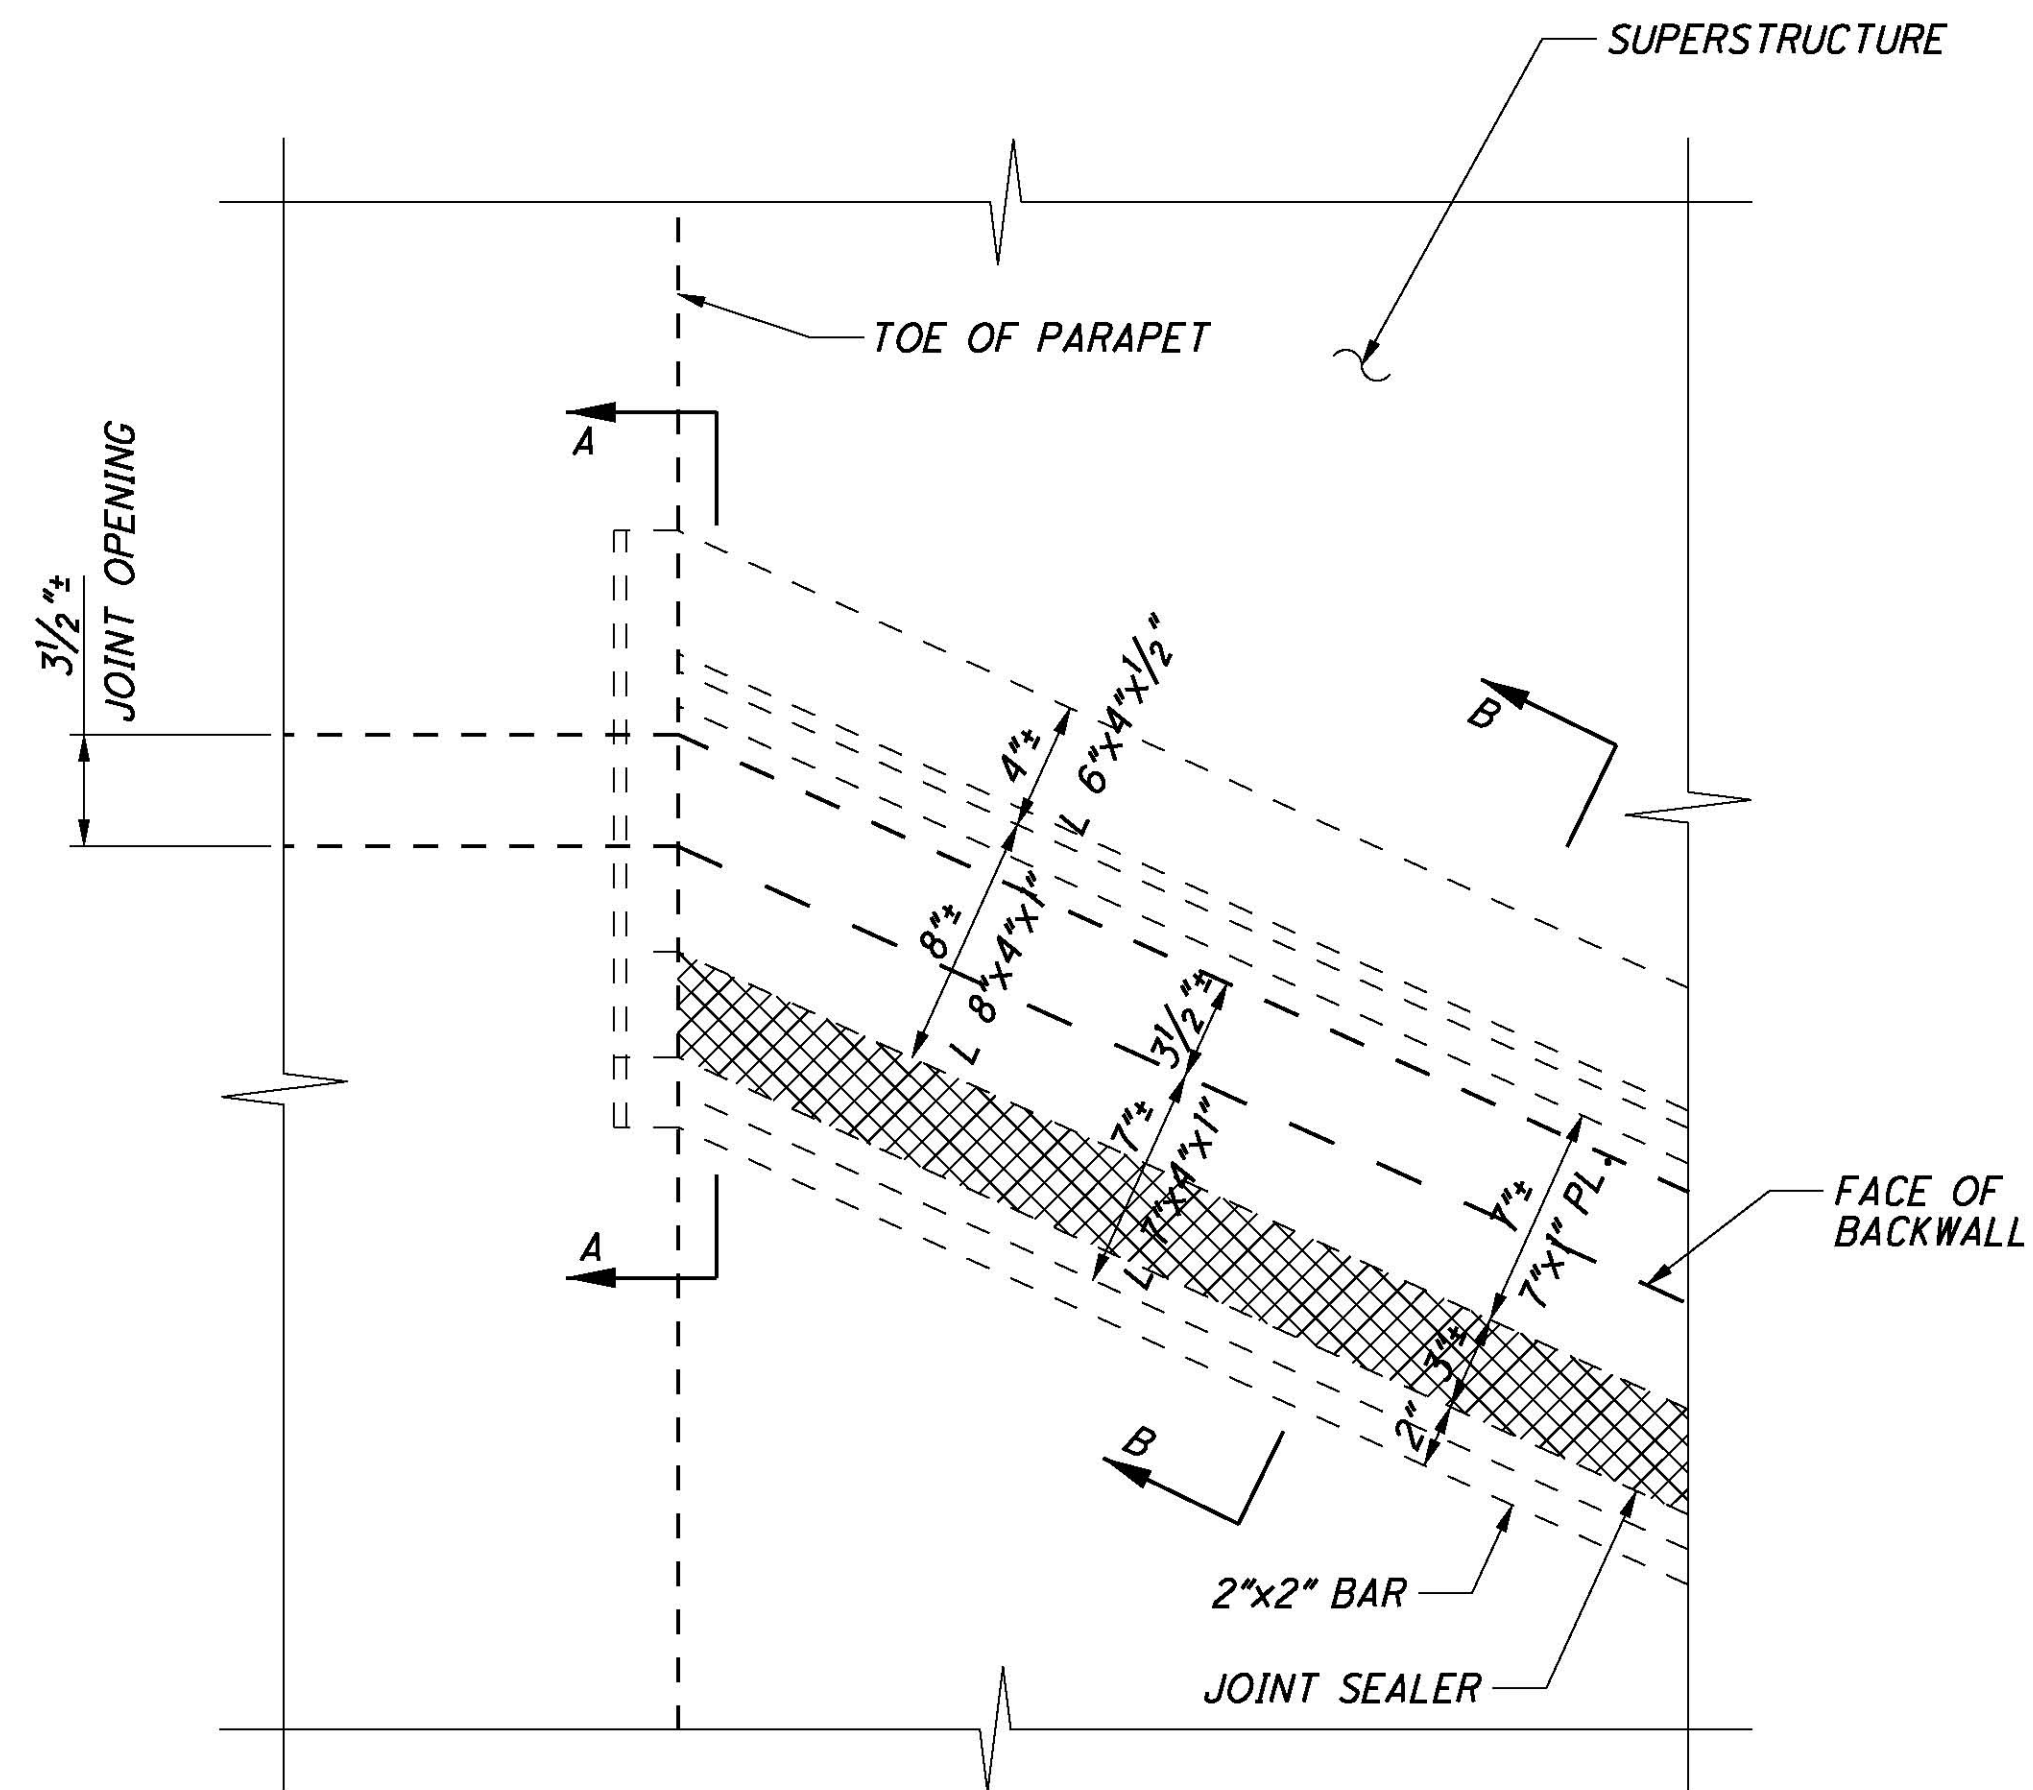 SUPERSTRUCTURE
TOE OF PARAPET
A
3½"±
JOINT OPENING
4"±
L 6"x4"x½"
B
8"±
L 8"x4"x1"
3½"±
7"±
L 7"x4"x1"
7"±
7"x1" PL.
FACE OF
BACKWALL
A
3"±
2"
B
2"x2" BAR
JOINT SEALER